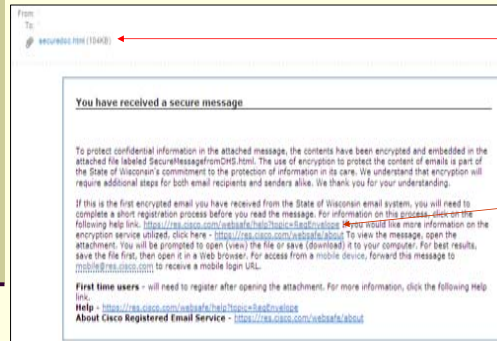 From:
To:
securedoc.html (104KB)
You have received a secure message
To protect confidential information in the attached message, the contents have been encrypted and embedded in the
attached file labeled SecureMessagefromDHS.html. The use of encryption to protect the content of emails is part of
the State of Wisconsin's commitment to the protection of information in its care. We understand that encryption will
require additional steps for both email recipients and senders alike. We thank you for your understanding.
If this is the first encrypted email you have received from the State of Wisconsin email system, you will need to
complete a short registration process before you read the message. For information on this process, click on the
following help link. https://res.cisco.com/websafe/help?topic=RegEnvelope If you would like more information on the
encryption service utilized, click here - https://res.cisco.com/websafe/about To view the message, open the
attachment. You will be prompted to open (view) the file or save (download) it to your computer. For best results,
save the file first, then open it in a Web browser. For access from a mobile device, forward this message to
mobile@res.cisco.com to receive a mobile login URL.
First time users - will need to register after opening the attachment. For more information, click the following Help
link.
Help - https://res.cisco.com/websafe/help?topic=RegEnvelope
About Cisco Registered Email Service - https://res.cisco.com/websafe/about